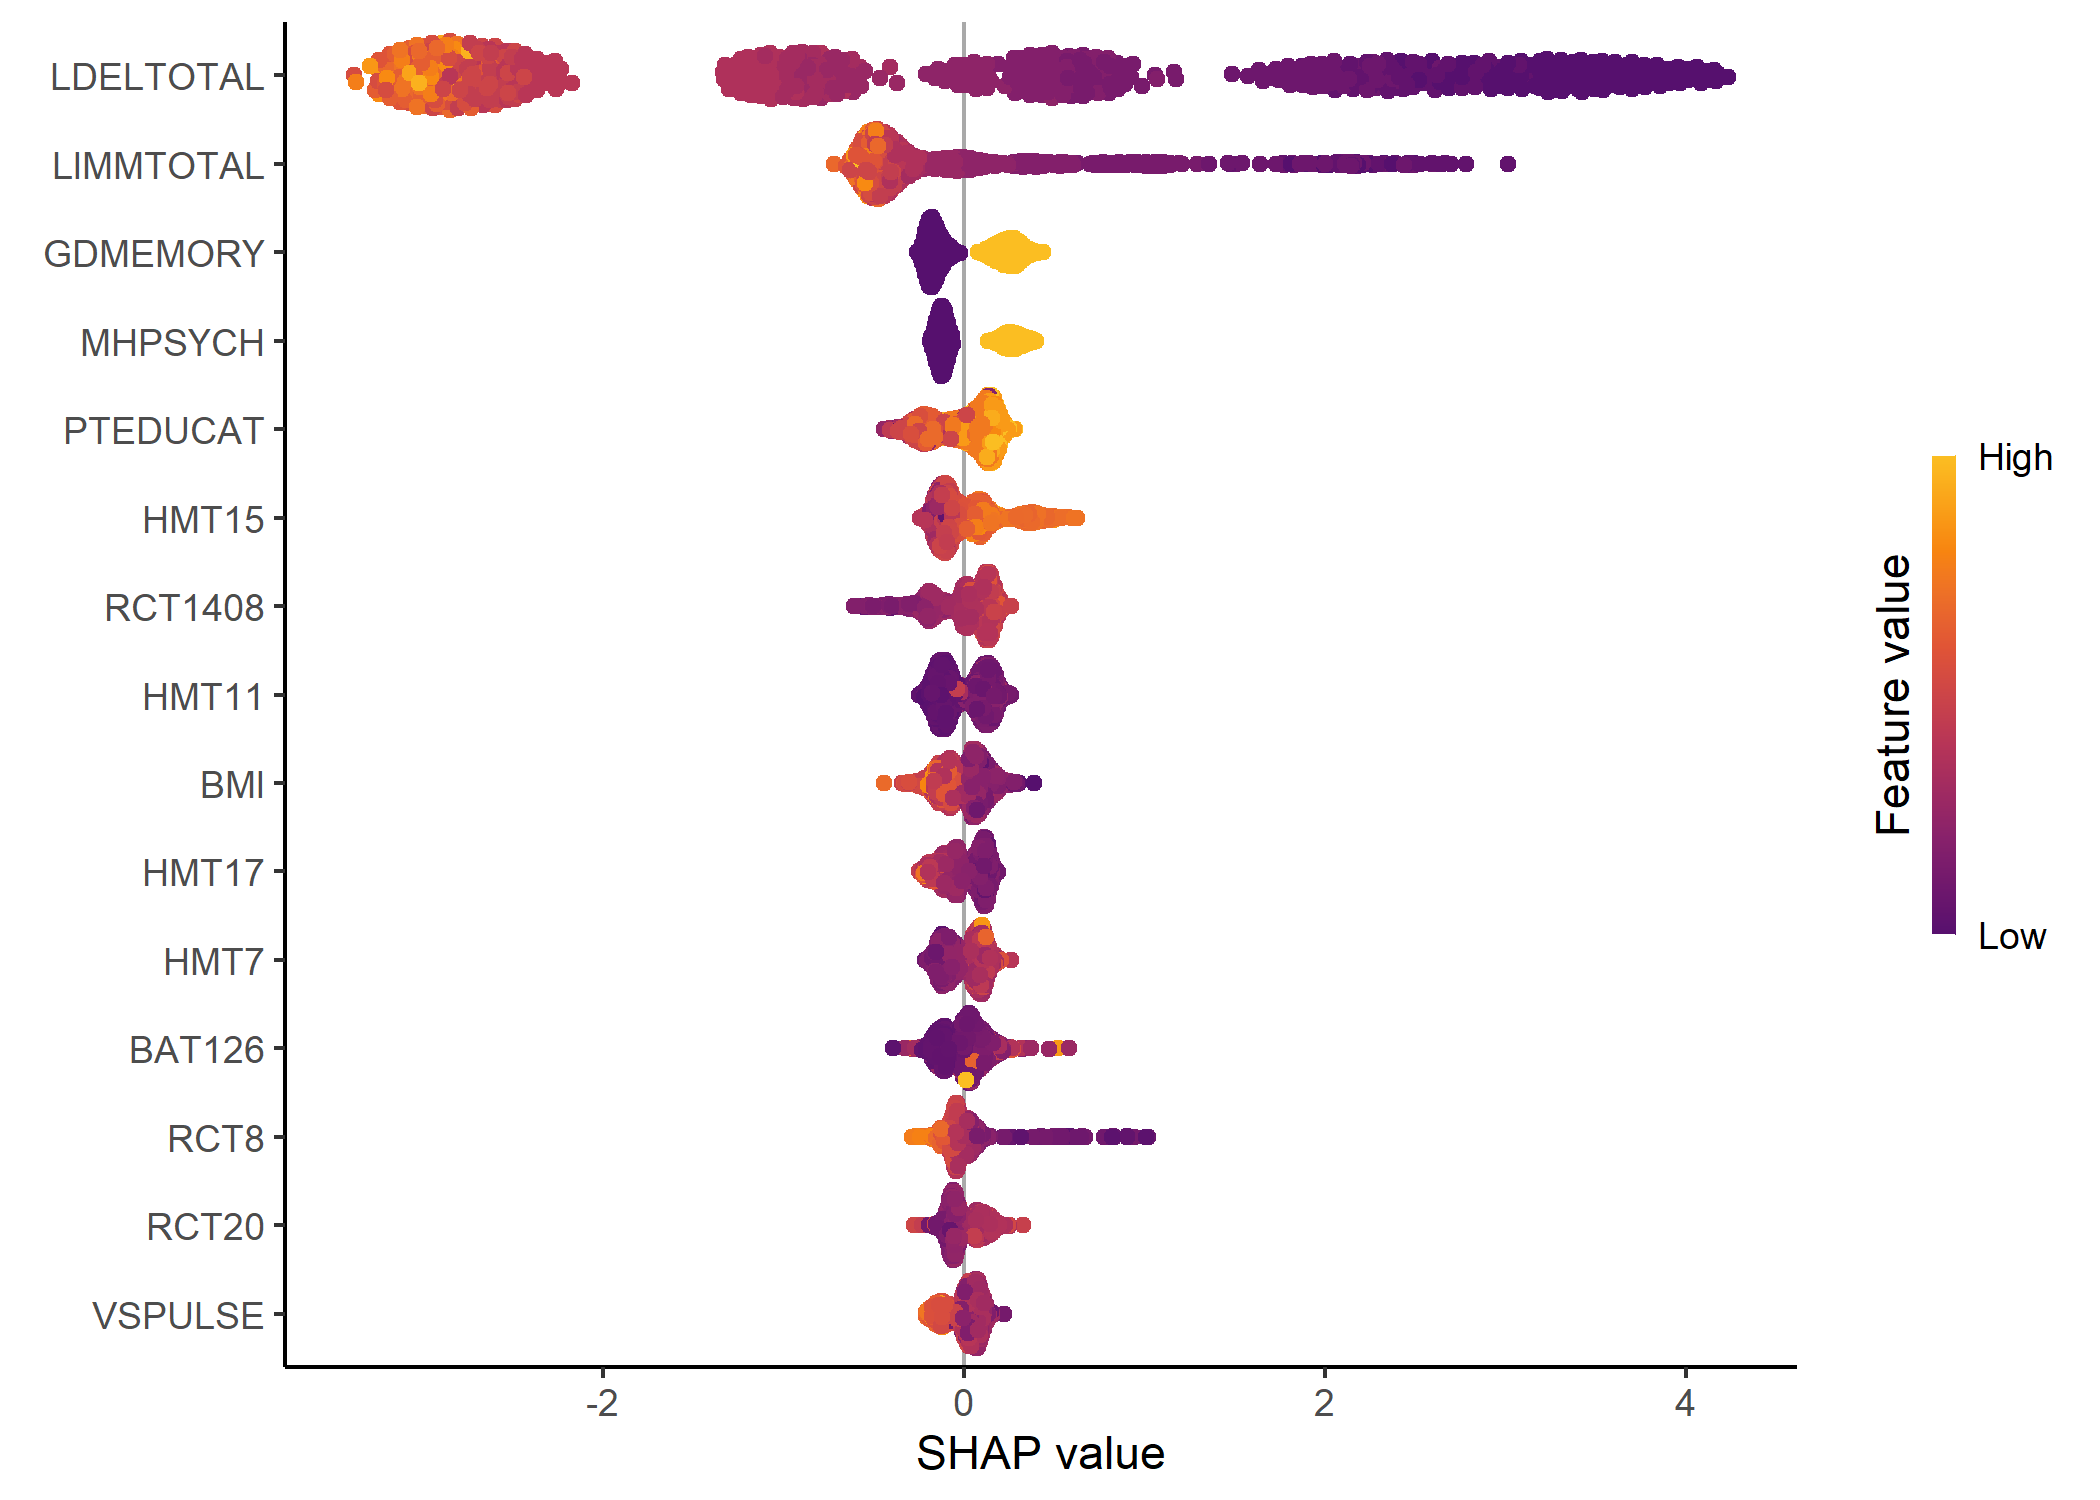 LDELTOTAL
LIMMTOTAL
GDMEMORY
MHPSYCH
PTEDUCAT
HMT15
RCT1408
HMT11
BMI
HMT17
HMT7
BAT126
RCT8
RCT20
VSPULSE
-2 0 2 4
SHAP value
High
Feature value
Low